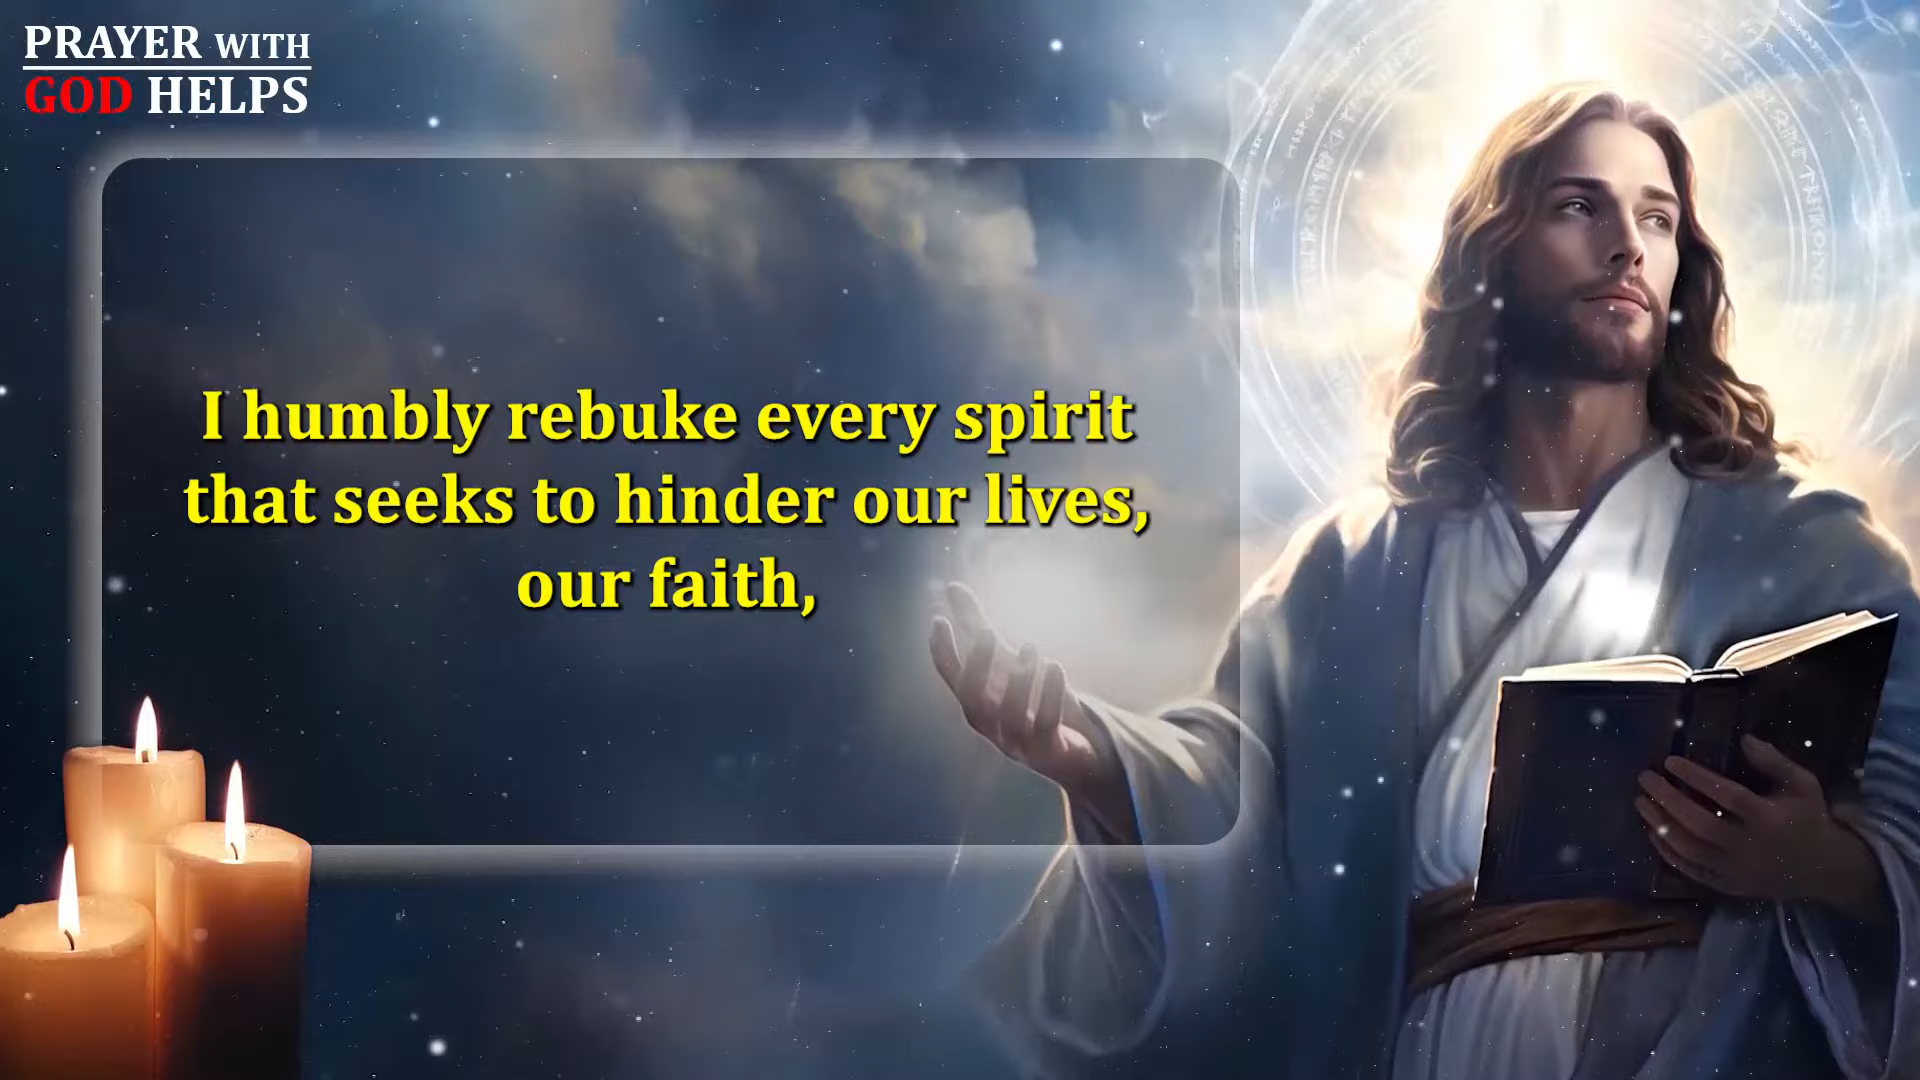 PRAYER WITH
GOD HELPS
I humbly rebuke every spirit
that seeks to hinder our lives,
our faith,